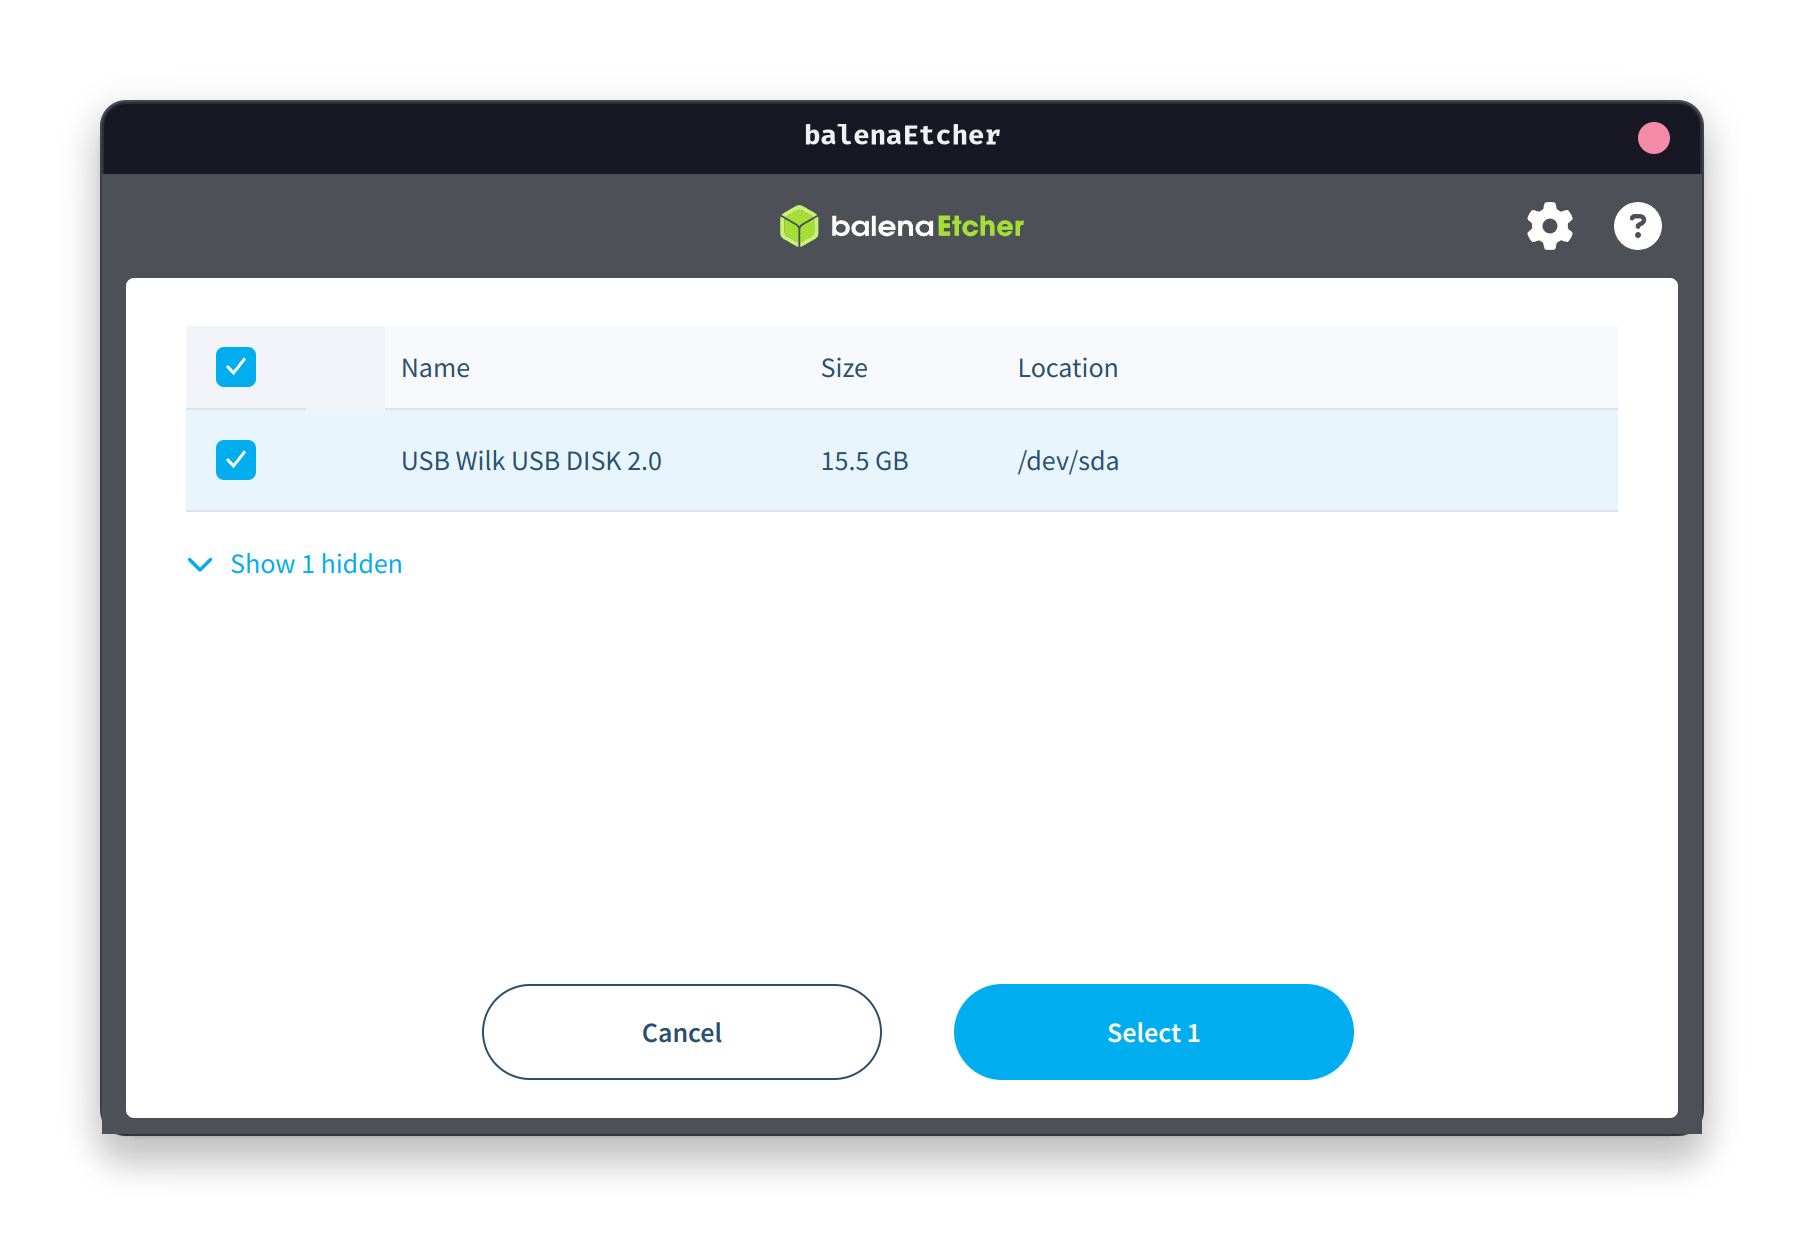 balenaEtcher
balenaEtcher
?
Name Size Location
USB Wilk USB DISK 2.0 15.5 GB /dev/sda
Show 1 hidden
Cancel Select 1